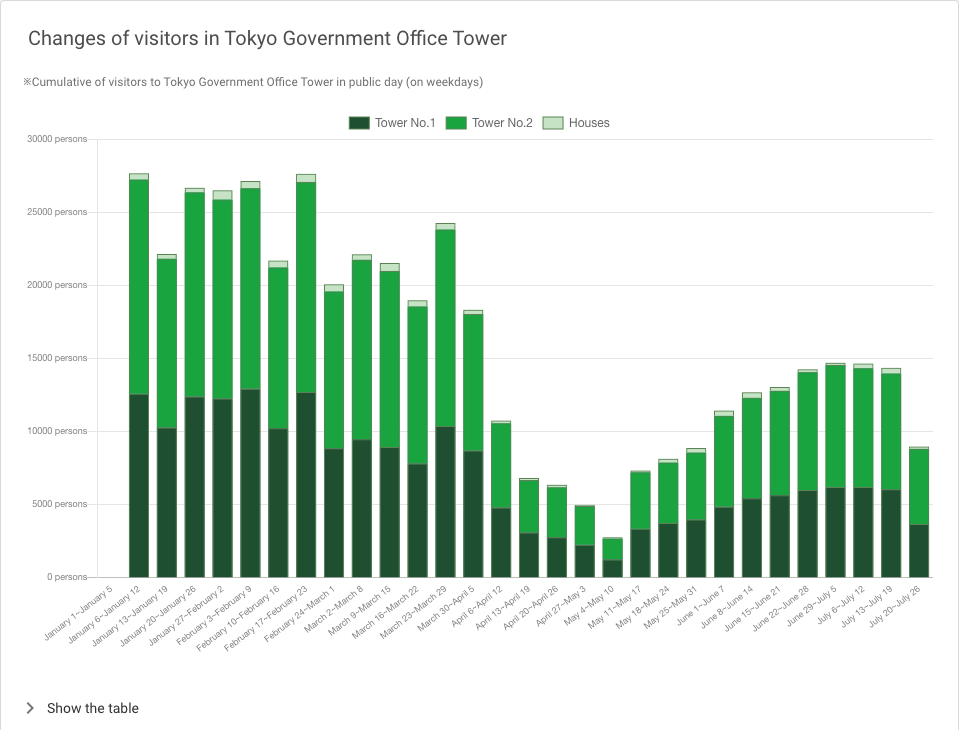 Changes of visitors in Tokyo Government Office Tower
※Cumulative of visitors to Tokyo Government Office Tower in public day (on weekdays)
Tower No.1 Tower No.2 Houses
30000 persons
25000 persons
20000 persons
15000 persons
10000 persons
5000 persons
0 persons
January 1~January 5
January 6~January 12
January 13~January 19
January 20~January 26
January 27~February 2
February 3~February 9
February 10~February 16
February 17~February 23
February 24~March 1
March 2~March 8
March 9~March 15
March 16~March 22
March 23~March 29
March 30~April 5
April 6~April 12
April 13~April 19
April 20~April 26
April 27~May 3
May 4~May 10
May 11~May 17
May 18~May 24
May 25~May 31
June 1~June 7
June 8~June 14
June 15~June 21
June 22~June 28
June 29~July 5
July 6~July 12
July 13~July 19
July 20~July 26
Show the table